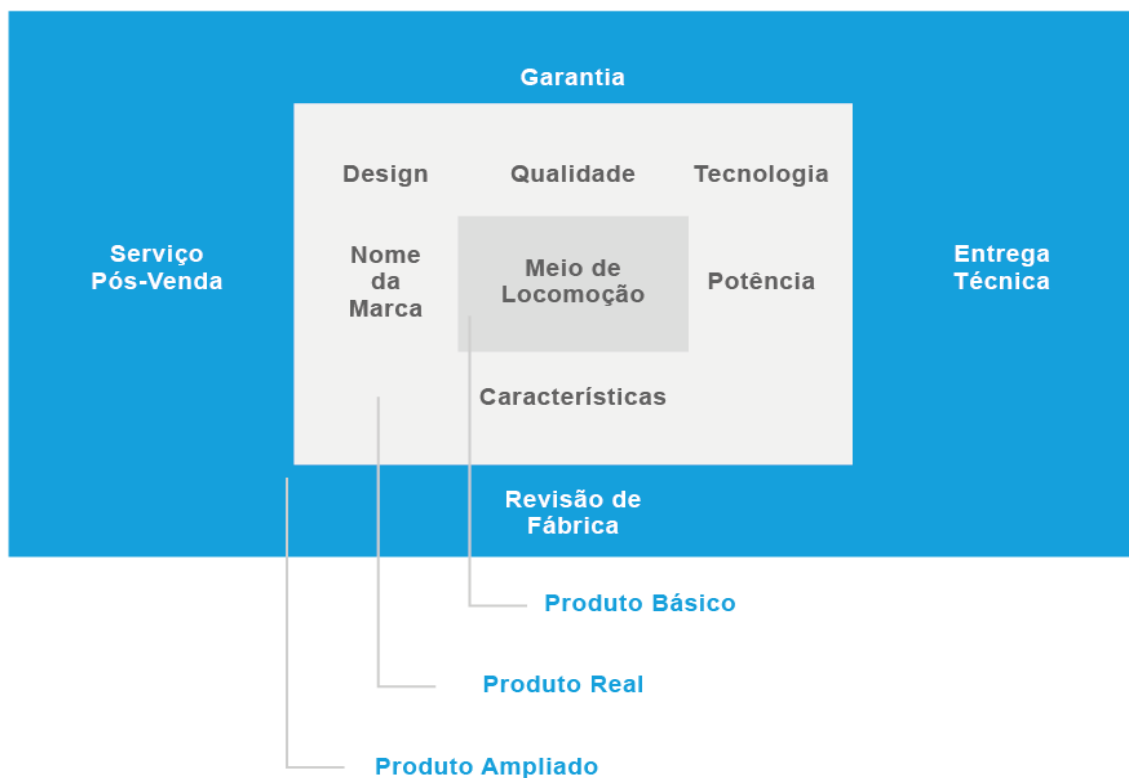 Garantia
Design
Qualidade
Tecnologia
Serviço
Pós-Venda
Nome
da
Marca
Meio de
Locomoção
Potência
Entrega
Técnica
Características
Revisão de
Fábrica
Produto Básico
Produto Real
Produto Ampliado